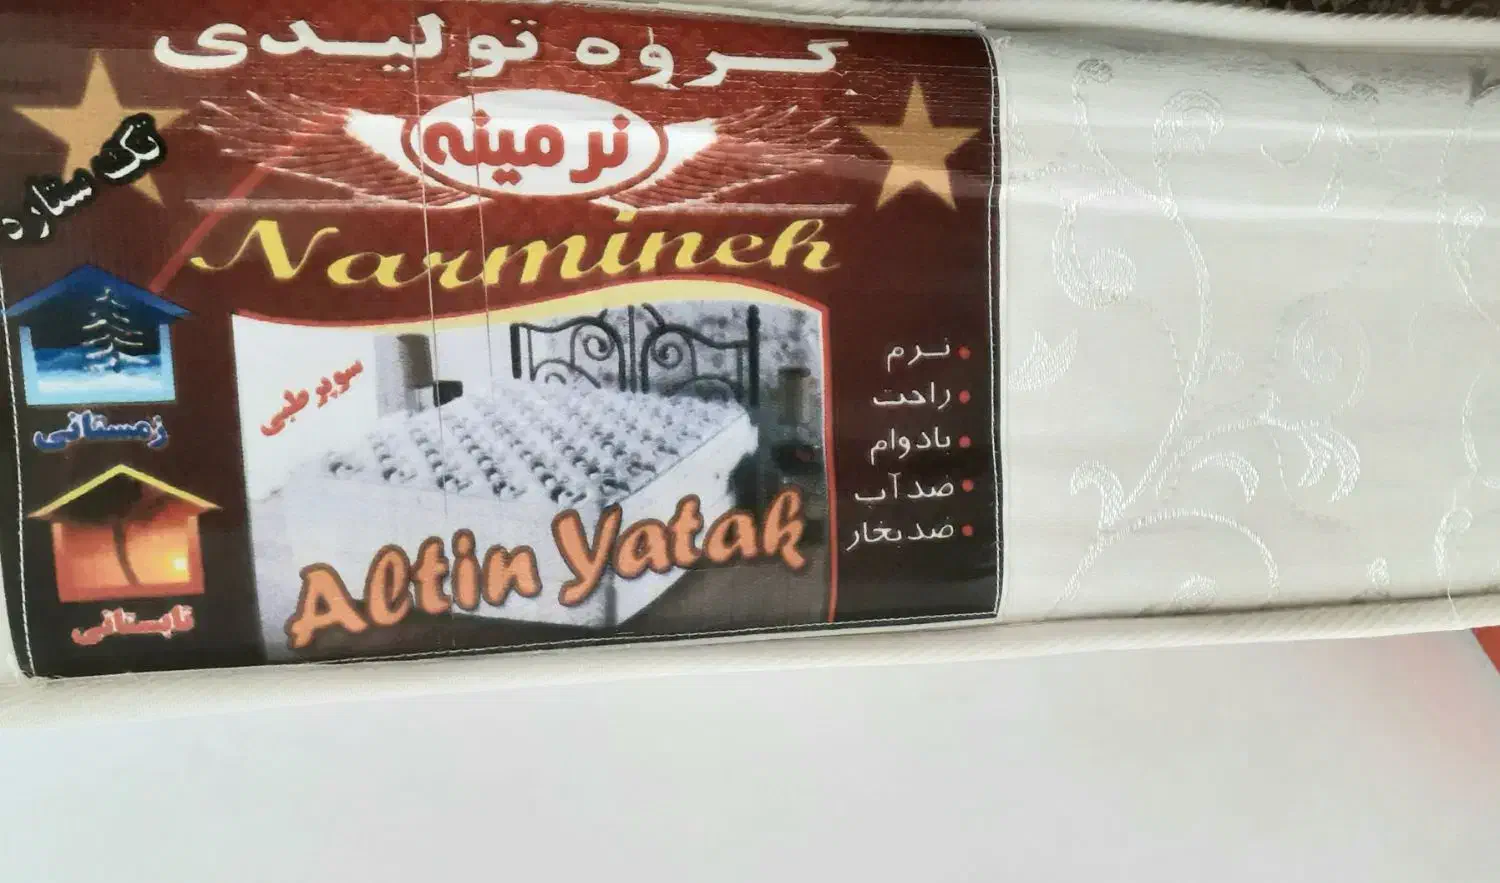 گروه تولیدی
نرمینه
Narmineh
تک ستاره
زمستانی
تابستانی
سوپر طبی
Altin Yatak
• نرم
• راحت
• بادوام
• ضد آب
• ضد بخار